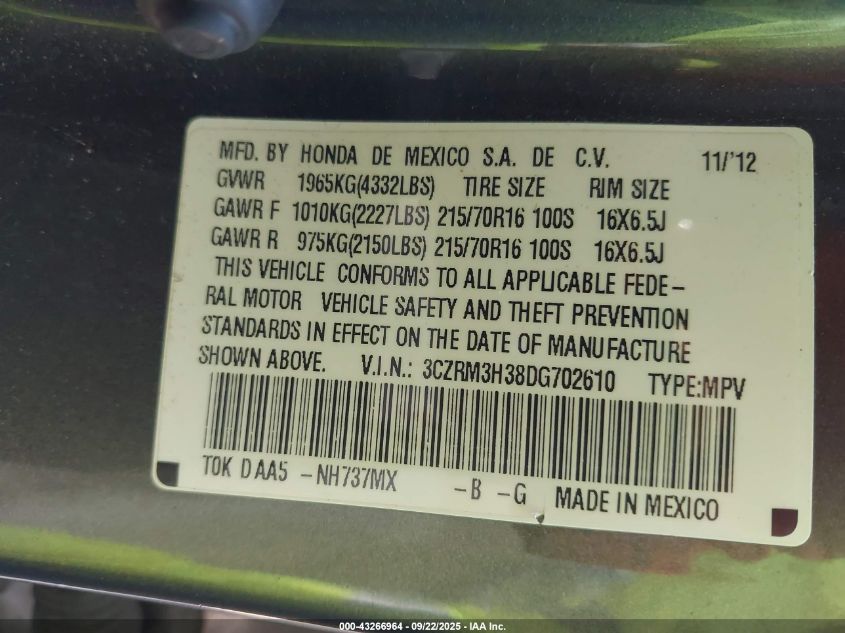 MFD. BY HONDA DE MEXICO S.A. DE C.V. 11/'12
GVWR 1965KG(4332LBS) TIRE SIZE RIM SIZE
GAWR F 1010KG(2227LBS) 215/70R16 100S 16X6.5J
GAWR R 975KG(2150LBS) 215/70R16 100S 16X6.5J
THIS VEHICLE CONFORMS TO ALL APPLICABLE FEDE-
RAL MOTOR VEHICLE SAFETY AND THEFT PREVENTION
STANDARDS IN EFFECT ON THE DATE OF MANUFACTURE
SHOWN ABOVE. V.I.N.: 3CZRM3H38DG702610 TYPE:MPV
T0K D AA5 -NH737MX -B -G MADE IN MEXICO
000-43266964 - 09/22/2025 - IAA Inc.